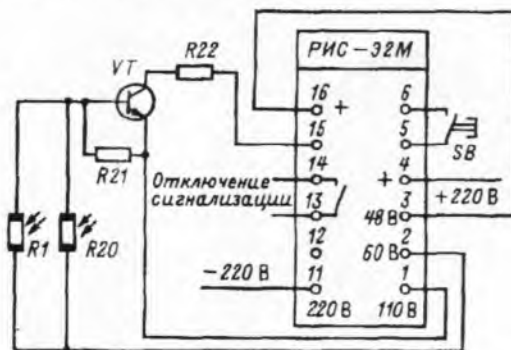 РИС-Э2М
R22
VT
R21
R1
R20
16 +
15
14
13
12
11
220 В
Отключение
сигнализации
-220 В
6
5
SB
+ 4
+220 В
48 В 3
60 В 2
1
110 В